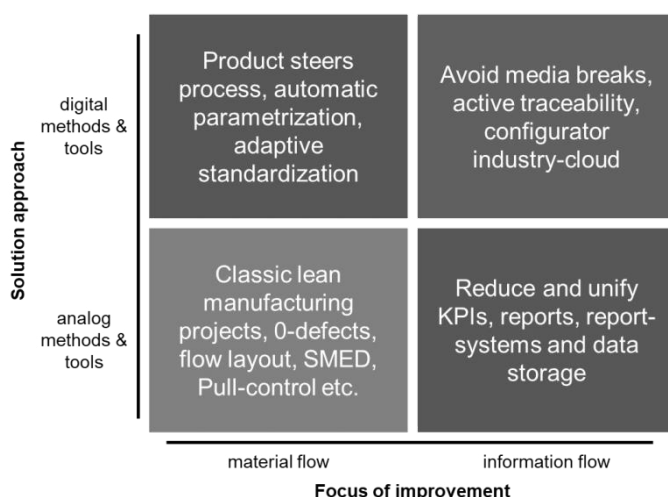 Solution approach
digital
methods &
tools
Product steers
process, automatic
parametrization,
adaptive
standardization
Avoid media breaks,
active traceability,
configurator
industry-cloud
analog
methods &
tools
Classic lean
manufacturing
projects, 0-defects,
flow layout, SMED,
Pull-control etc.
Reduce and unify
KPIs, reports, report-
systems and data
storage
material flow
information flow
Focus of improvement